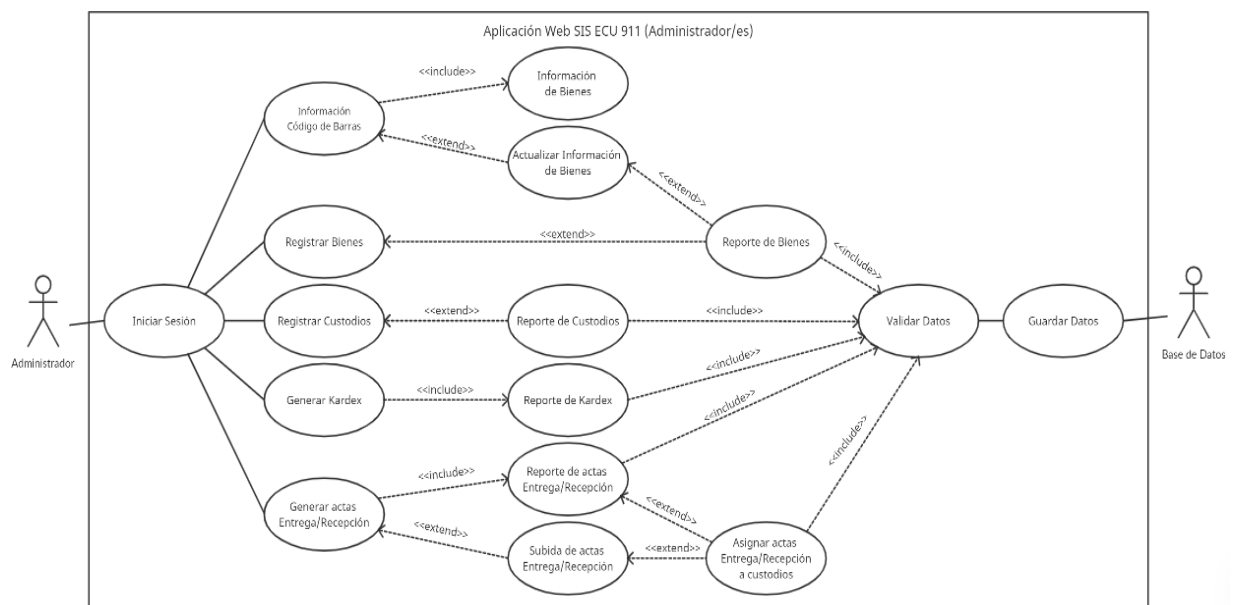 Aplicación Web SIS ECU 911 (Administrador/es)
<<include>>
Información
de Bienes
Información
Código de Barras
<<extend>>
Actualizar Información
de Bienes
<<extend>>
Registrar Bienes
<<extend>>
Reporte de Bienes
<<include>>
Administrador
Iniciar Sesión
Registrar Custodios
<<extend>>
Reporte de Custodios
<<include>>
Validar Datos
Guardar Datos
Base de Datos
Generar Kardex
<<include>>
Reporte de Kardex
<<include>>
<<include>>
<<include>>
Generar actas
Entrega/Recepción
<<include>>
Reporte de actas
Entrega/Recepción
<<extend>>
<<extend>>
Subida de actas
Entrega/Recepción
<<extend>>
Asignar actas
Entrega/Recepción
a custodios